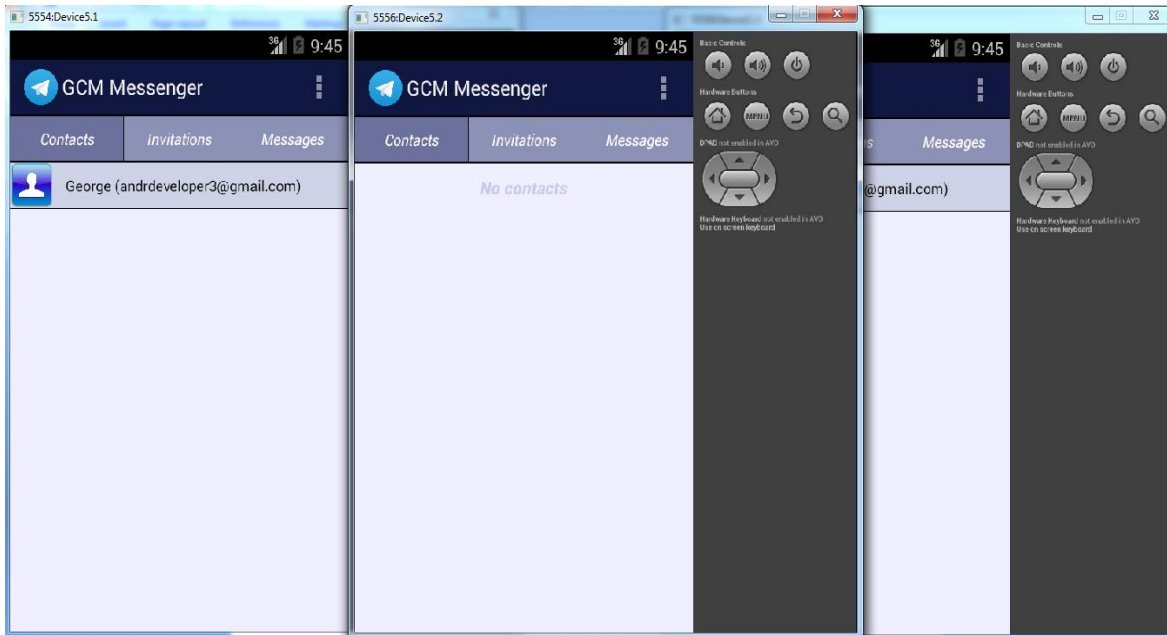 5554:Device5.1
3G 9:45
GCM Messenger
Contacts Invitations Messages
George (andrdeveloper3@gmail.com)
5556:Device5.2
3G 9:45
GCM Messenger
Contacts Invitations Messages
No contacts
Basic Controls
Hardware Buttons
MENU
DPAD not enabled in AVD
Hardware Keyboard not enabled in AVD
Use on screen keyboard
3G 9:45
s Messages
@gmail.com)
Basic Controls
Hardware Buttons
MENU
DPAD not enabled in AVD
Hardware Keyboard not enabled in AVD
Use on screen keyboard